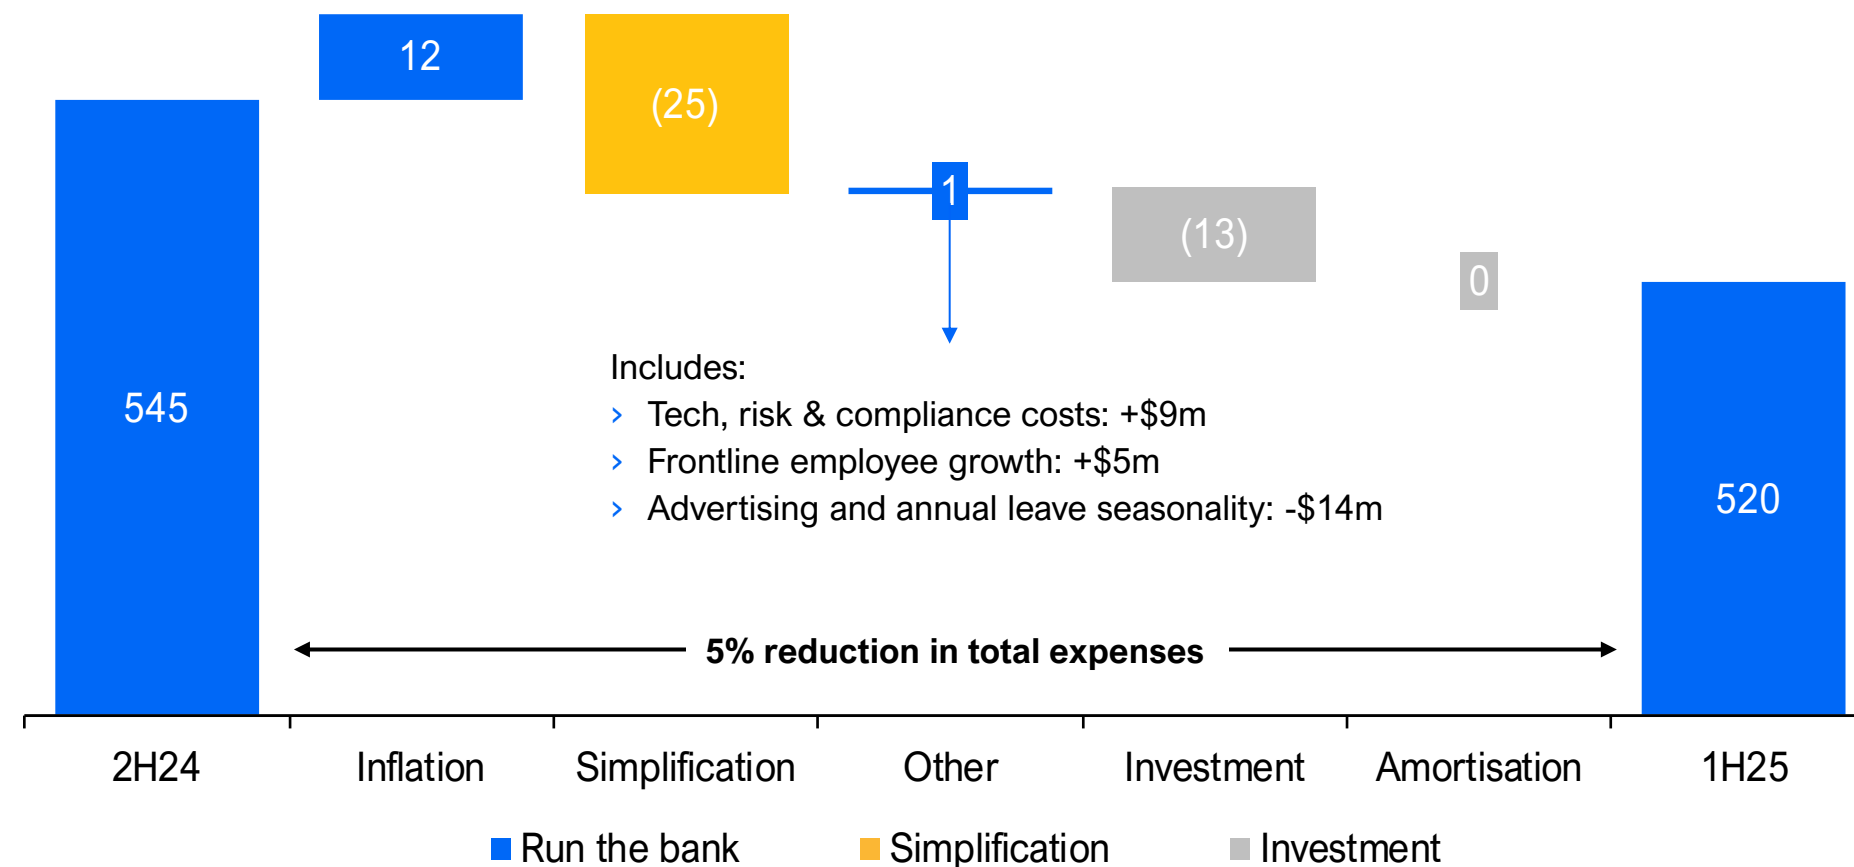 12
(25)
1
(13)
0
545
Includes:
› Tech, risk & compliance costs: +$9m
› Frontline employee growth: +$5m
› Advertising and annual leave seasonality: -$14m
520
5% reduction in total expenses
2H24 Inflation Simplification Other Investment Amortisation 1H25
Run the bank Simplification Investment